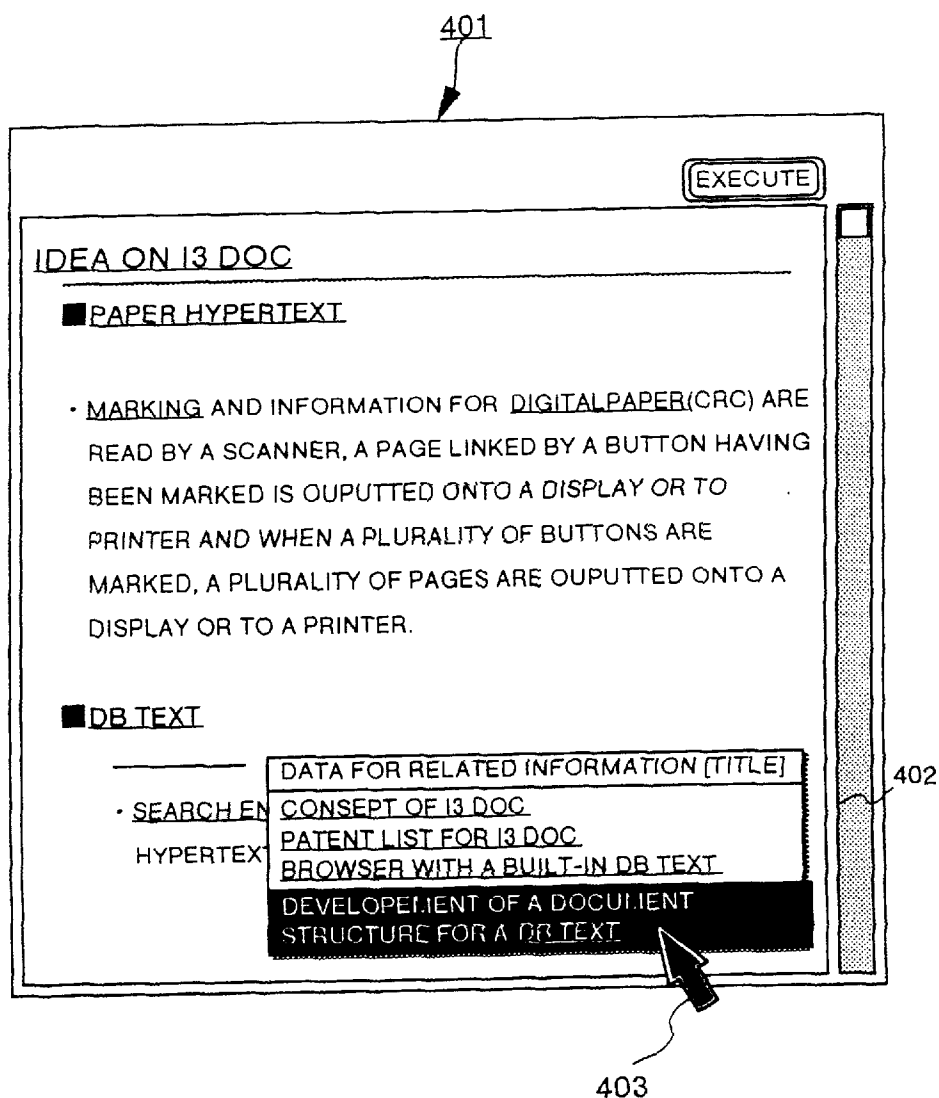 401
EXECUTE
IDEA ON I3 DOC
■PAPER HYPERTEXT
· MARKING AND INFORMATION FOR DIGITALPAPER(CRC) ARE
READ BY A SCANNER, A PAGE LINKED BY A BUTTON HAVING
BEEN MARKED IS OUPUTTED ONTO A DISPLAY OR TO
PRINTER AND WHEN A PLURALITY OF BUTTONS ARE
MARKED, A PLURALITY OF PAGES ARE OUPUTTED ONTO A
DISPLAY OR TO A PRINTER.
■DB TEXT
DATA FOR RELATED INFORMATION [TITLE]
402
· SEARCH EN
CONSEPT OF I3 DOC
PATENT LIST FOR I3 DOC
HYPERTEXT
BROWSER WITH A BUILT-IN DB TEXT
DEVELOPEMENT OF A DOCUMENT
STRUCTURE FOR A DB TEXT
403